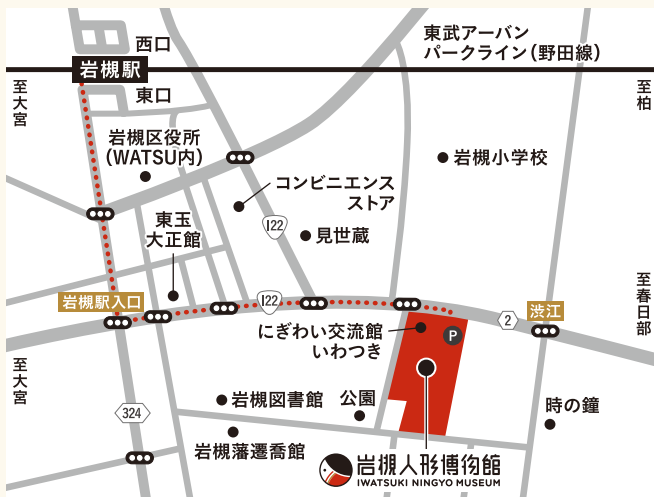 西口
岩槻駅
東口
東武アーバン
パークライン（野田線）
至大宮
至柏
岩槻区役所
（WATSU内）
岩槻小学校
コンビニエンス
ストア
東玉
大正館
122
見世蔵
岩槻駅入口
122
至春日部
2
渋江
にぎわい交流館
いわつき
P
至大宮
324
岩槻図書館
公園
時の鐘
岩槻藩遷喬館
岩槻人形博物館
IWATSUKI NINGYO MUSEUM